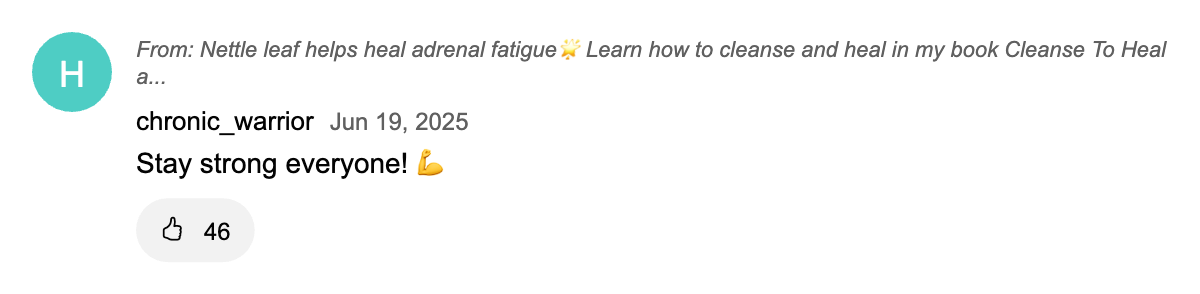 H
From: Nettle leaf helps heal adrenal fatigue🌟 Learn how to cleanse and heal in my book Cleanse To Heal
a...
chronic_warrior Jun 19, 2025
Stay strong everyone! 💪
46